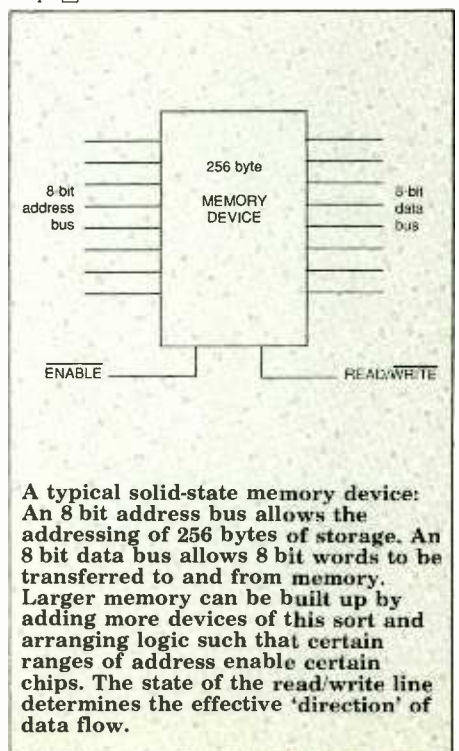 256 byte
MEMORY
DEVICE
8-bit
address
bus
8-bit
data
bus
ENABLE
READ/WRITE
A typical solid-state memory device:
An 8 bit address bus allows the
addressing of 256 bytes of storage. An
8 bit data bus allows 8 bit words to be
transferred to and from memory.
Larger memory can be built up by
adding more devices of this sort and
arranging logic such that certain
ranges of address enable certain
chips. The state of the read/write line
determines the effective 'direction' of
data flow.